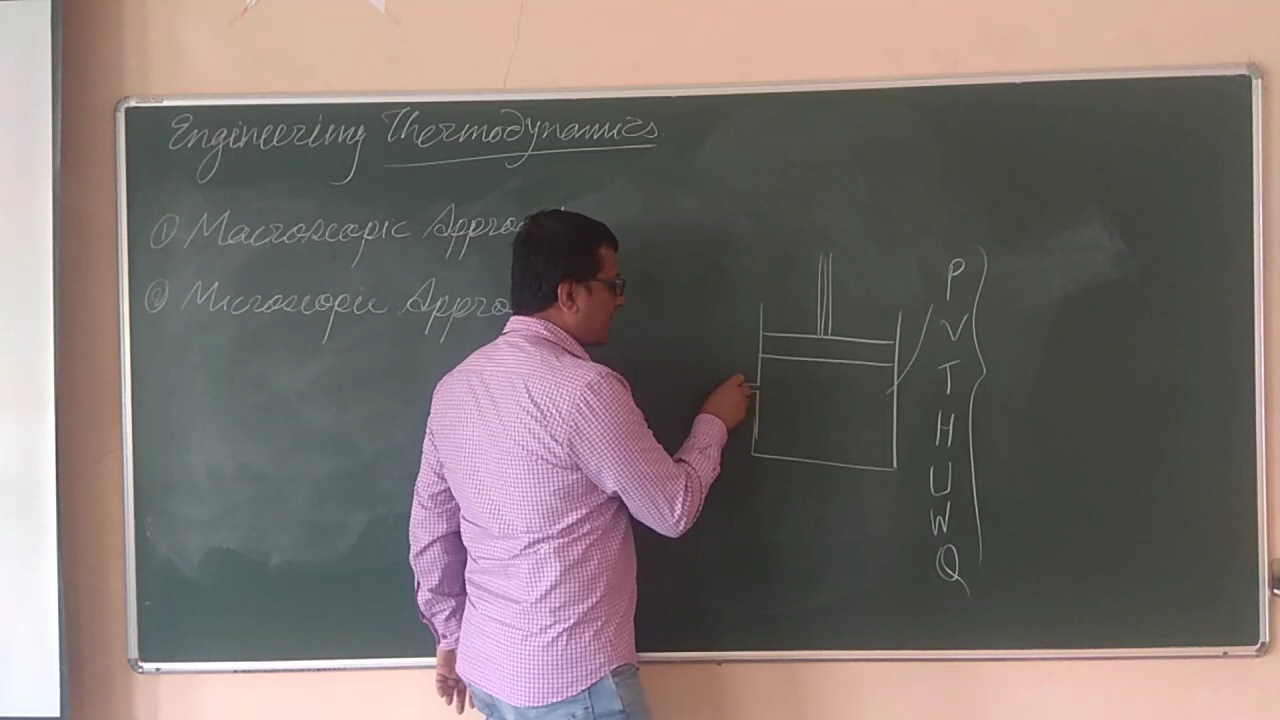 Engineering Thermodynamics
① Macroscopic
② Microscopic
P
V
T
H
U
W
Q